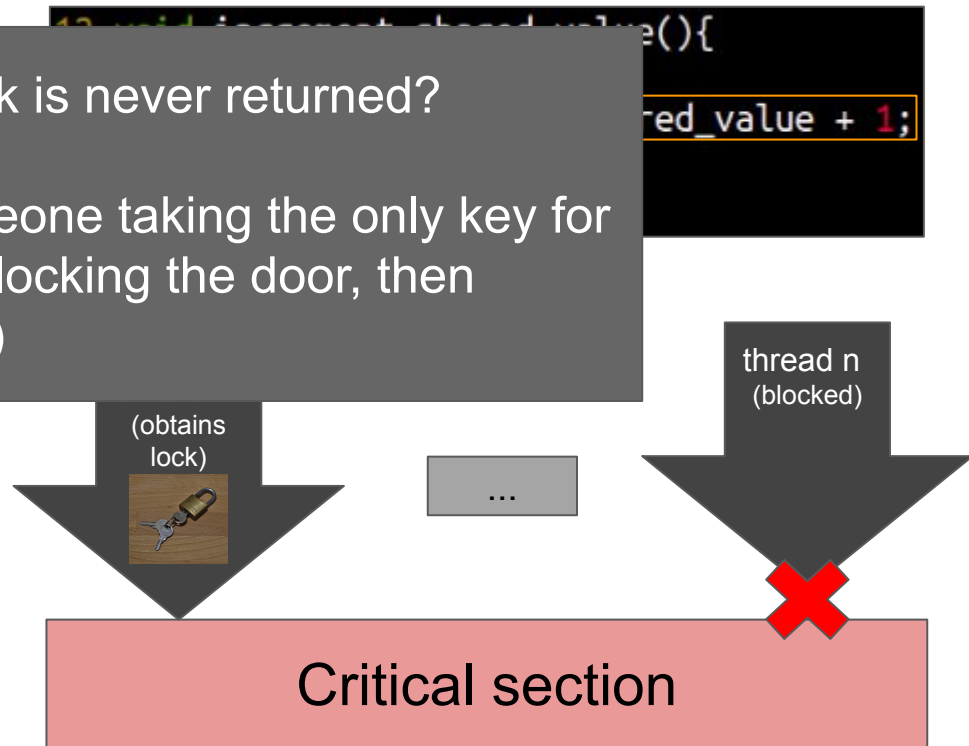 e(){
red_value + 1;
k is never returned?
eone taking the only key for
locking the door, then
)
(obtains
lock)
...
thread n
(blocked)
Critical section